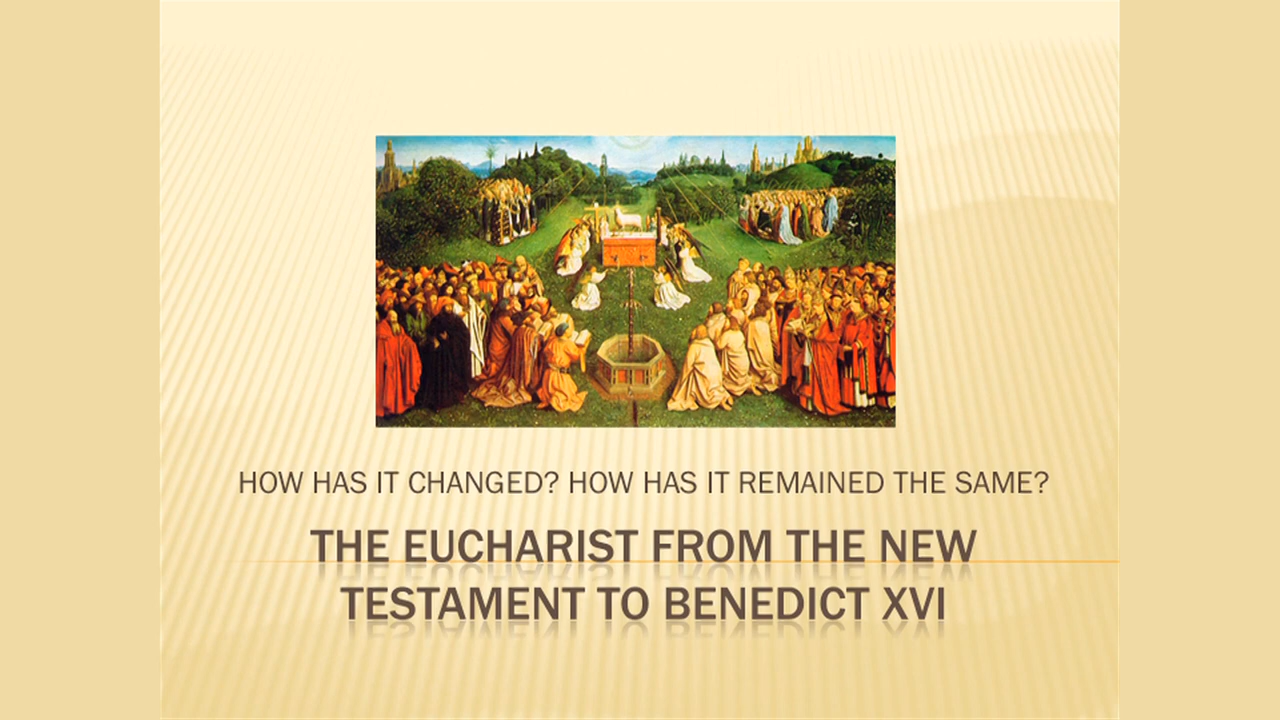 HOW HAS IT CHANGED? HOW HAS IT REMAINED THE SAME?
THE EUCHARIST FROM THE NEW
TESTAMENT TO BENEDICT XVI